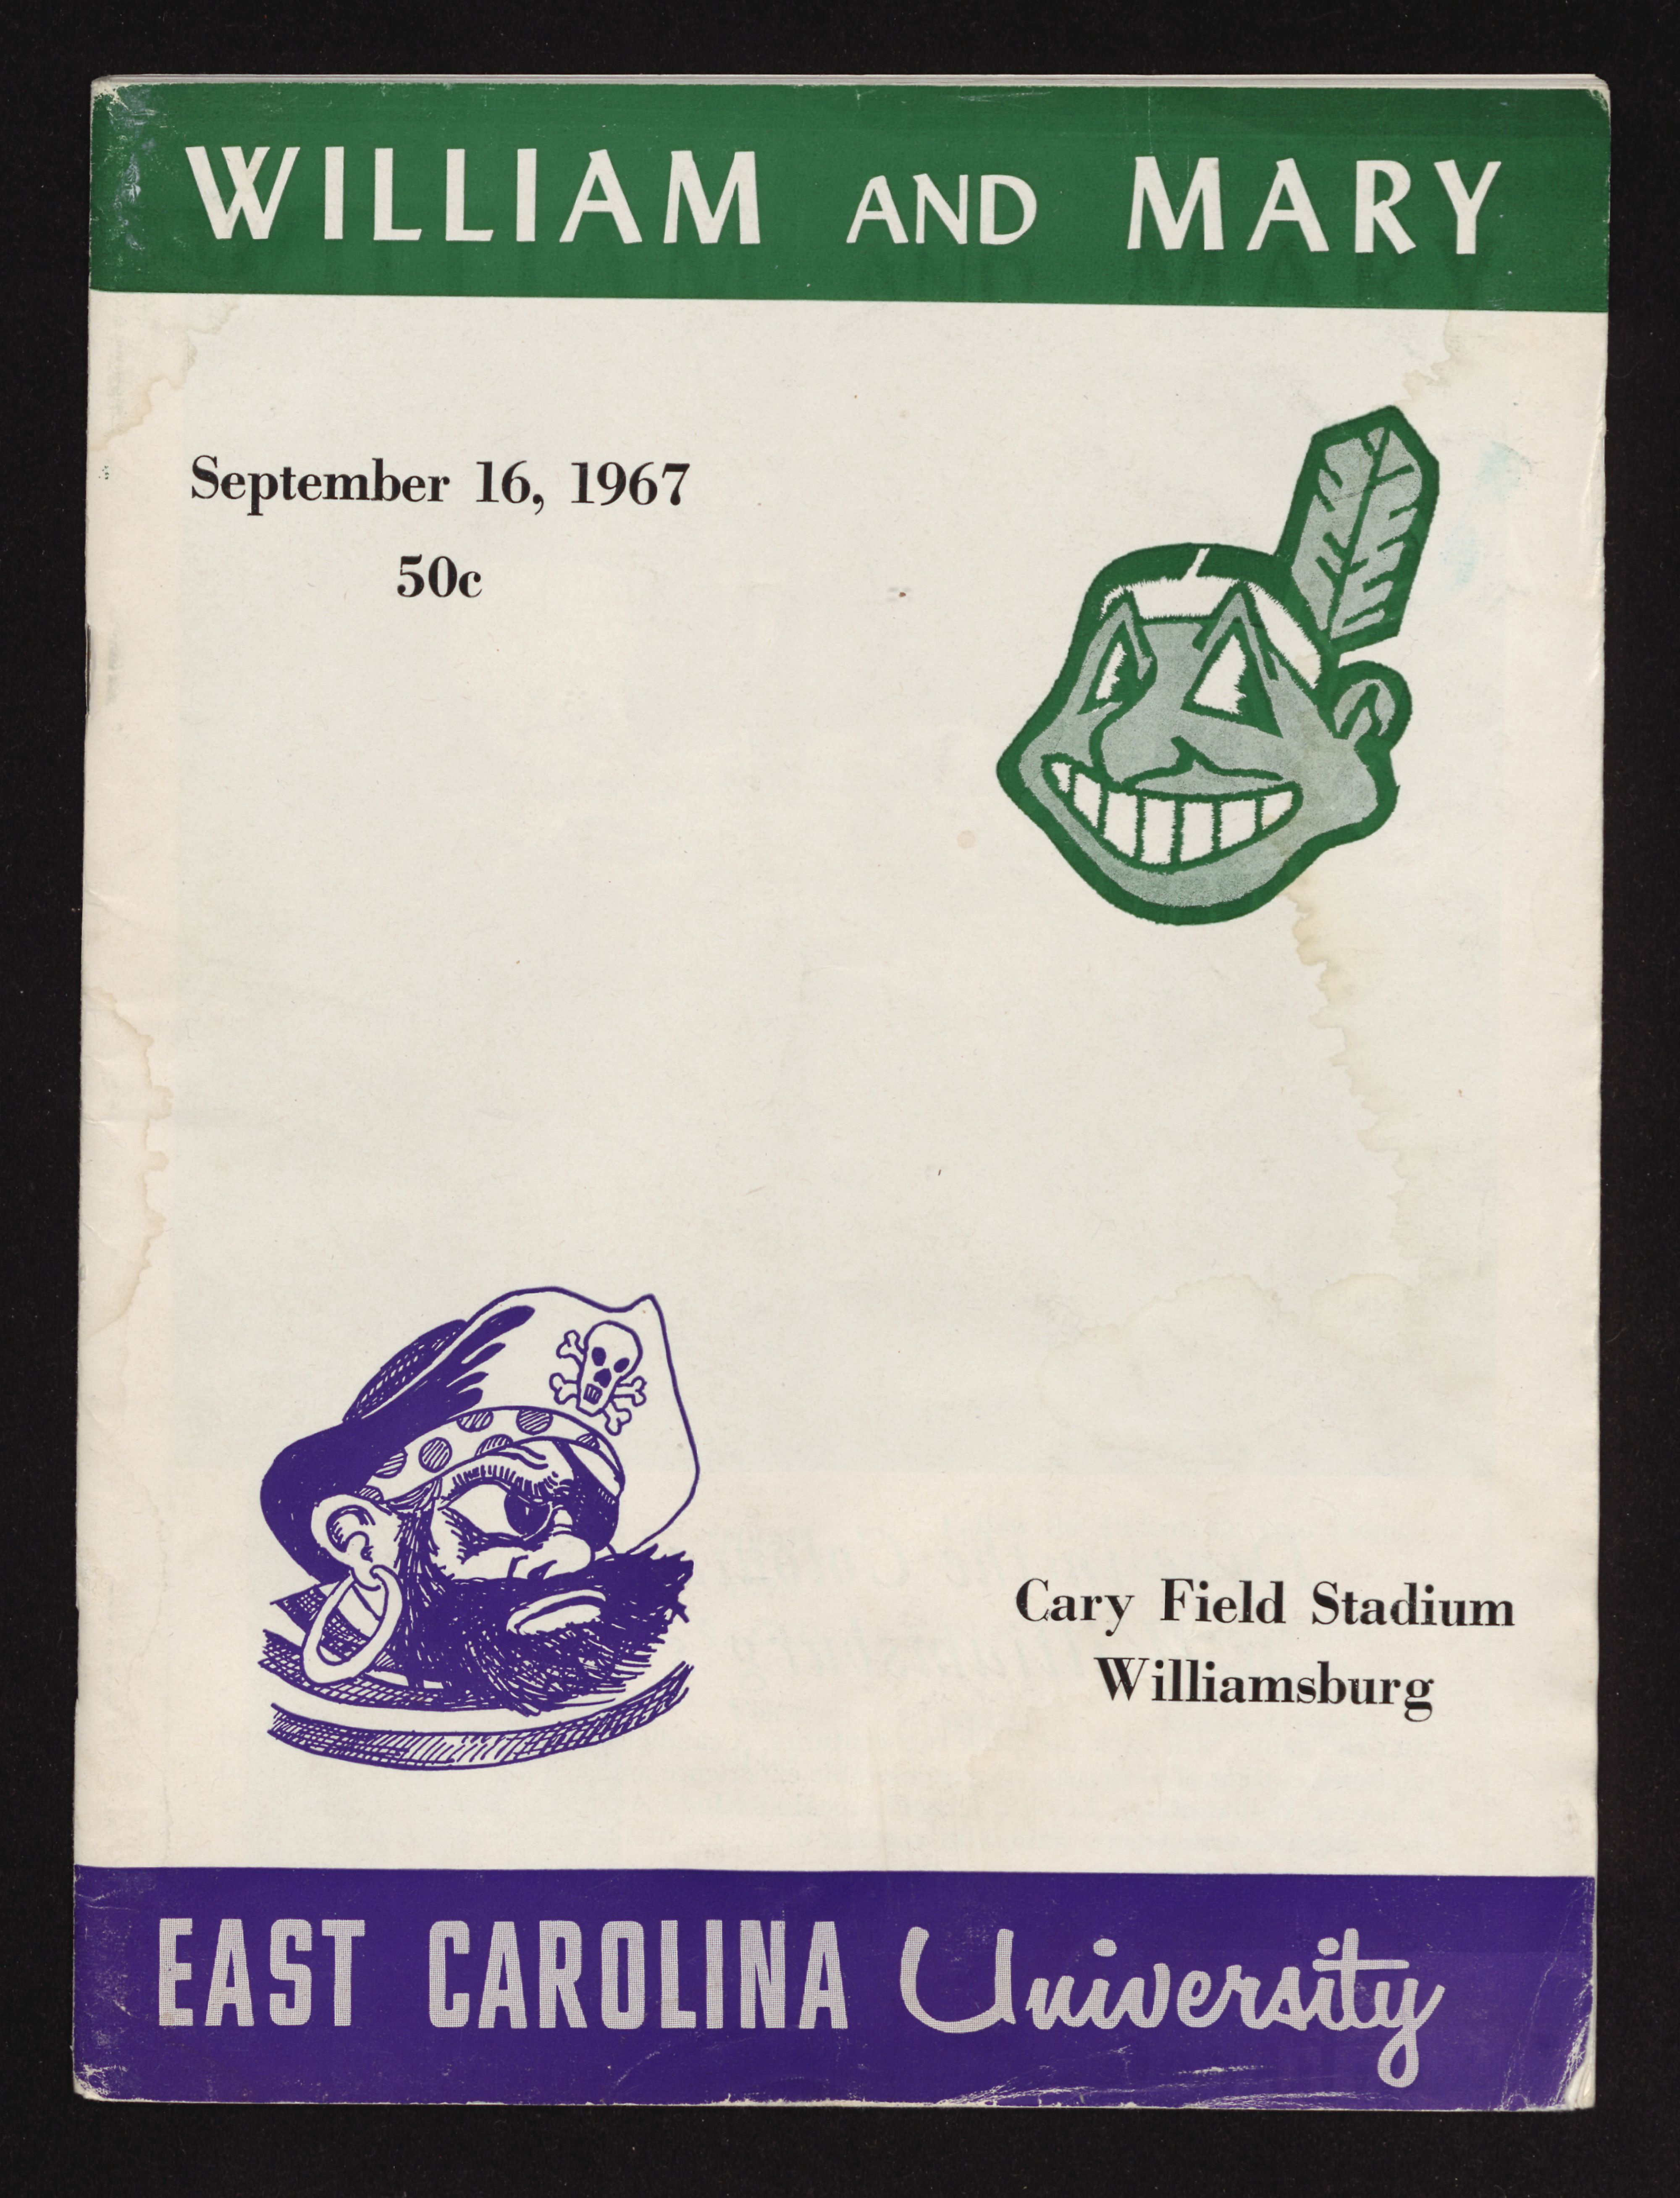 WILLIAM AND MARY
September 16, 1967
50c
Cary Field Stadium
Williamsburg
EAST CAROLINA University